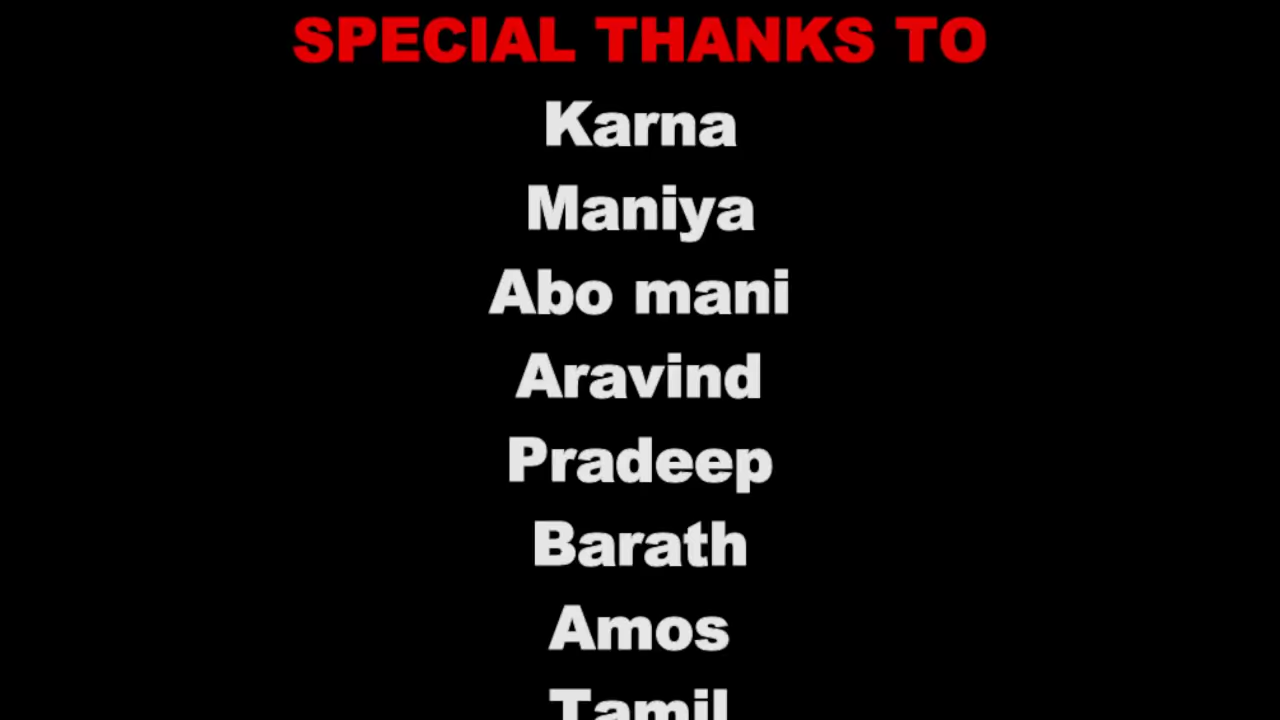 SPECIAL THANKS TO
Karna
Maniya
Abo mani
Aravind
Pradeep
Barath
Amos
Tamil